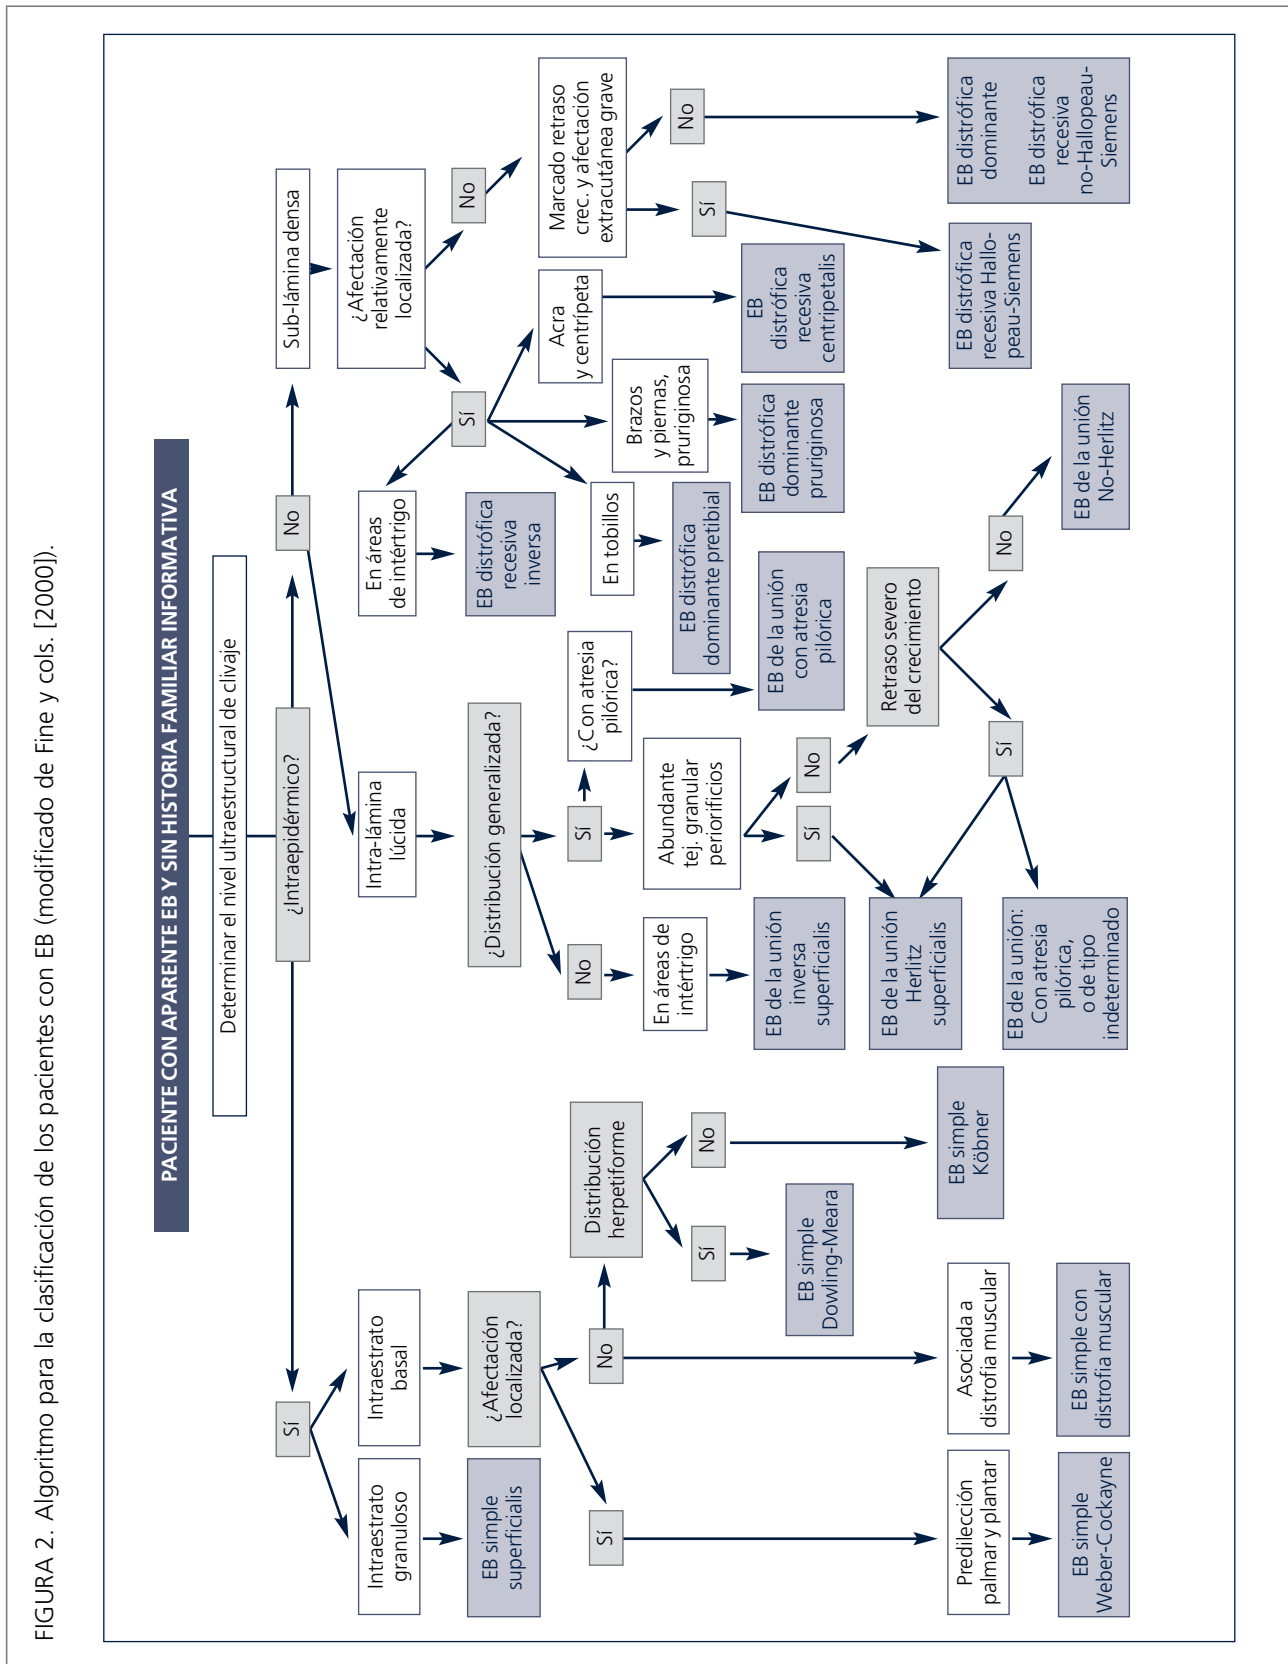 FIGURA 2. Algoritmo para la clasificación de los pacientes con EB (modificado de Fine y cols. [2000]).
PACIENTE CON APARENTE EB Y SIN HISTORIA FAMILIAR INFORMATIVA
Determinar el nivel ultraestructural de clivaje
¿Intraepidérmico?
Sí
No
Intraestrato
granuloso
Intraestrato
basal
Intra-lámina
lúcida
Sub-lámina densa
EB simple
superficialis
¿Afectación
localizada?
¿Distribución generalizada?
¿Afectación
relativamente
localizada?
En áreas
de intértrigo
Sí
No
EB distrófica
recesiva
inversa
Sí
No
Distribución
herpetiforme
No
Sí
¿Con atresia
pilórica?
En tobillos
Brazos
y piernas,
pruriginosa
Acra
y centrípeta
Marcado retraso
crec. y afectación
extracutánea grave
Sí
No
En áreas de
intértrigo
Abundante
tej. granular
periorificios
EB distrófica
dominante pretibial
Sí
No
EB simple
Dowling-Meara
EB de la unión
inversa
superficialis
Sí
No
EB de la unión
con atresia
pilórica
EB distrófica
dominante
pruriginosa
EB
distrófica
recesiva
centripetalis
EB de la unión
Herlitz
superficialis
Retraso severo
del crecimiento
Predilección
palmar y plantar
Asociada a
distrofia muscular
EB simple
Köbner
Sí
No
EB distrófica
recesiva Hallo-
peau-Siemens
EB distrófica
dominante
EB distrófica
recesiva
no-Hallopeau-
Siemens
EB simple
Weber-Cockayne
EB simple con
distrofia muscular
EB de la unión:
Con atresia
pilórica,
o de tipo
indeterminado
EB de la unión
No-Herlitz